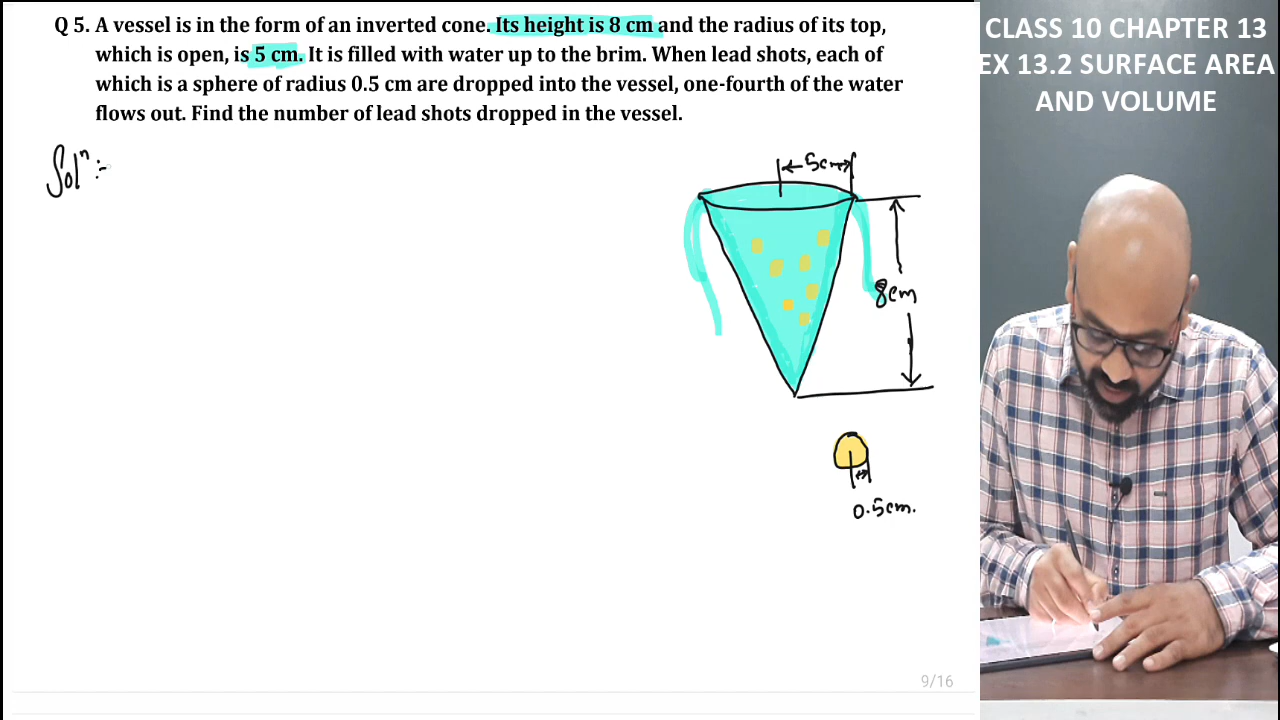 Q 5. A vessel is in the form of an inverted cone. Its height is 8 cm and the radius of its top,
which is open, is 5 cm. It is filled with water up to the brim. When lead shots, each of
which is a sphere of radius 0.5 cm are dropped into the vessel, one-fourth of the water
flows out. Find the number of lead shots dropped in the vessel.
CLASS 10 CHAPTER 13
EX 13.2 SURFACE AREA
AND VOLUME
Solⁿ :-
5cm
8cm
0.5cm.
9/16